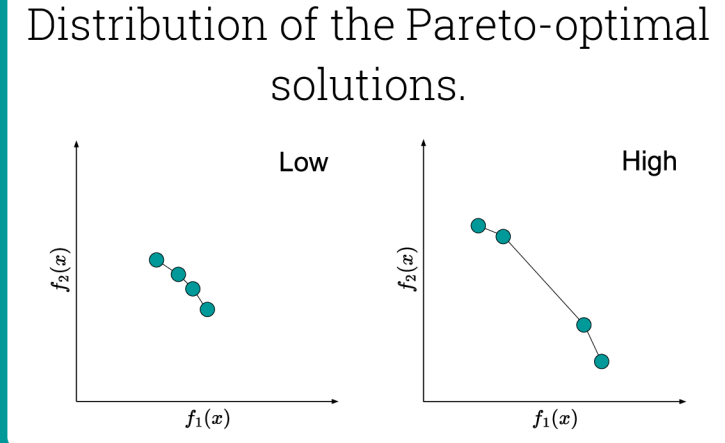 Distribution of the Pareto-optimal
solutions.
Low
f₂(x)
f₁(x)
High
f₂(x)
f₁(x)